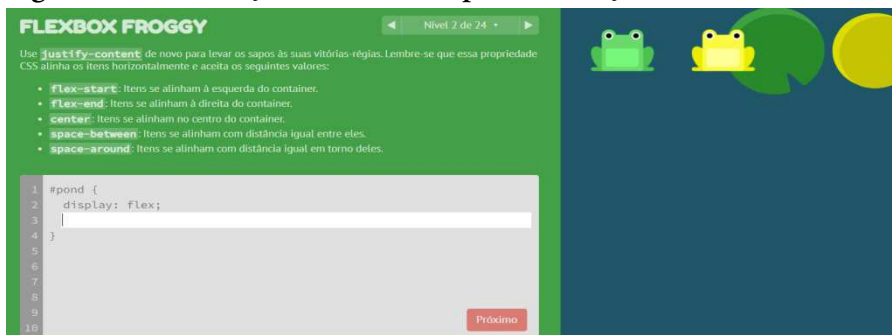 FLEXBOX FROGGY
◀ Nível 2 de 24 ▶
Use justify-content de novo para levar os sapos às suas vitórias-régias. Lembre-se que essa propriedade
CSS alinha os itens horizontalmente e aceita os seguintes valores:
• flex-start: Itens se alinham à esquerda do container.
• flex-end: Itens se alinham à direita do container.
• center: Itens se alinham no centro do container.
• space-between: Itens se alinham com distância igual entre eles.
• space-around: Itens se alinham com distância igual em torno deles.
1 #pond {
2 display: flex;
3
4 }
5
6
7
8
9
10
Próximo